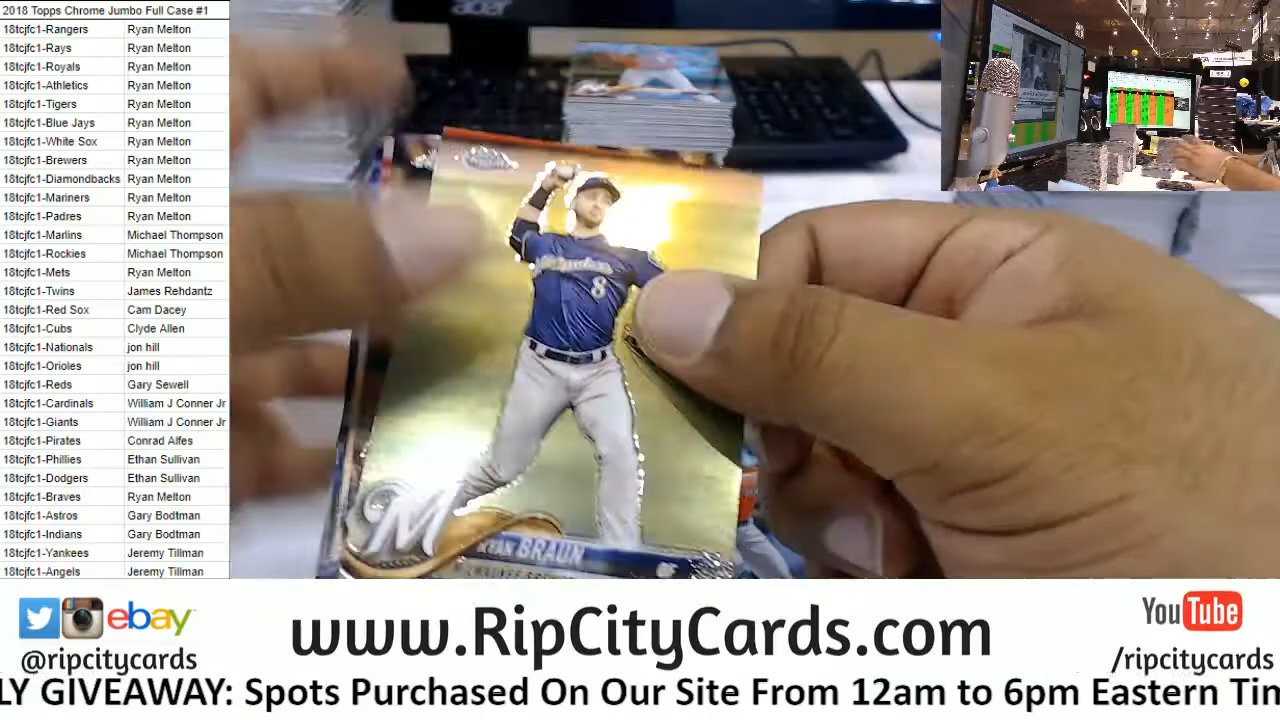 2018 Topps Chrome Jumbo Full Case #1
18tcjfc1-Rangers Ryan Melton
18tcjfc1-Rays Ryan Melton
18tcjfc1-Royals Ryan Melton
18tcjfc1-Athletics Ryan Melton
18tcjfc1-Tigers Ryan Melton
18tcjfc1-Blue Jays Ryan Melton
18tcjfc1-White Sox Ryan Melton
18tcjfc1-Brewers Ryan Melton
18tcjfc1-Diamondbacks Ryan Melton
18tcjfc1-Mariners Ryan Melton
18tcjfc1-Padres Ryan Melton
18tcjfc1-Marlins Michael Thompson
18tcjfc1-Rockies Michael Thompson
18tcjfc1-Mets Ryan Melton
18tcjfc1-Twins James Rehdantz
18tcjfc1-Red Sox Cam Dacey
18tcjfc1-Cubs Clyde Allen
18tcjfc1-Nationals jon hill
18tcjfc1-Orioles jon hill
18tcjfc1-Reds Gary Sewell
18tcjfc1-Cardinals William J Conner Jr
18tcjfc1-Giants William J Conner Jr
18tcjfc1-Pirates Conrad Alfes
18tcjfc1-Phillies Ethan Sullivan
18tcjfc1-Dodgers Ethan Sullivan
18tcjfc1-Braves Ryan Melton
18tcjfc1-Astros Gary Bodtman
18tcjfc1-Indians Gary Bodtman
18tcjfc1-Yankees Jeremy Tillman
18tcjfc1-Angels Jeremy Tillman
acer
8
M
RYAN BRAUN
ebay
@ripcitycards
www.RipCityCards.com
You Tube
/ripcitycards
LY GIVEAWAY: Spots Purchased On Our Site From 12am to 6pm Eastern Tin